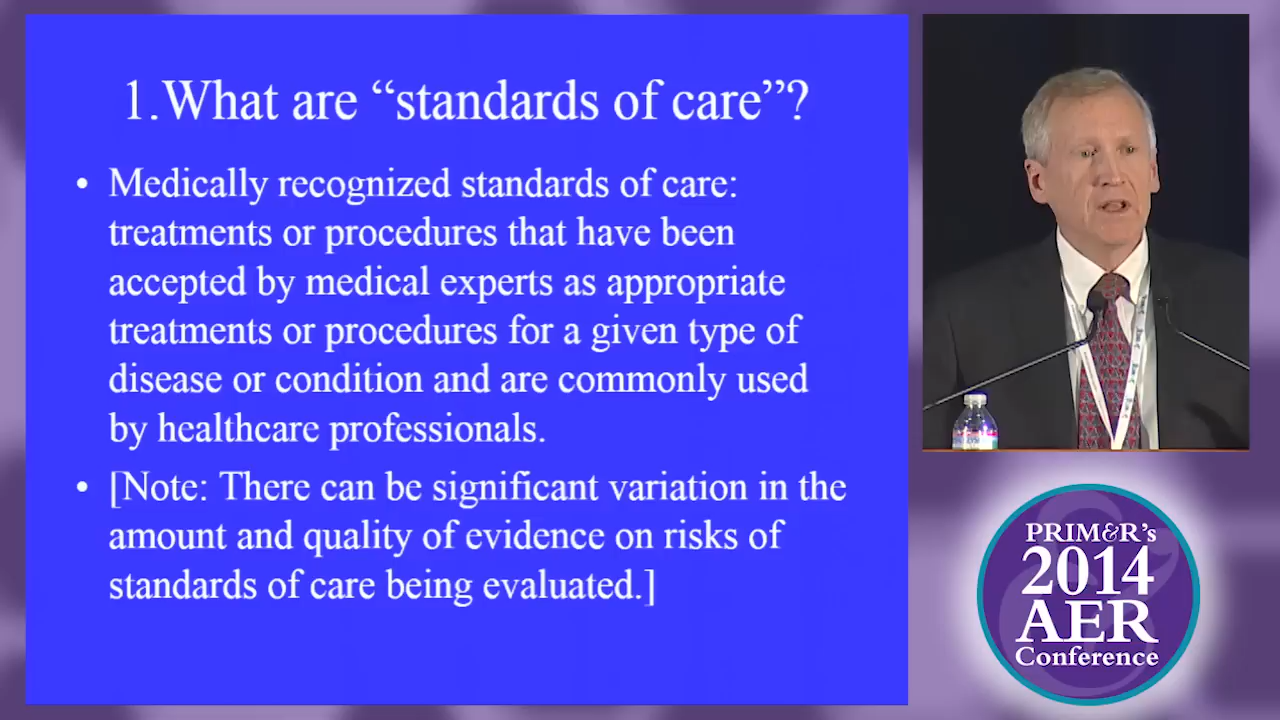 1.What are “standards of care”?
• Medically recognized standards of care:
treatments or procedures that have been
accepted by medical experts as appropriate
treatments or procedures for a given type of
disease or condition and are commonly used
by healthcare professionals.
• [Note: There can be significant variation in the
amount and quality of evidence on risks of
standards of care being evaluated.]
PRIM&R’s
2014
AER
Conference